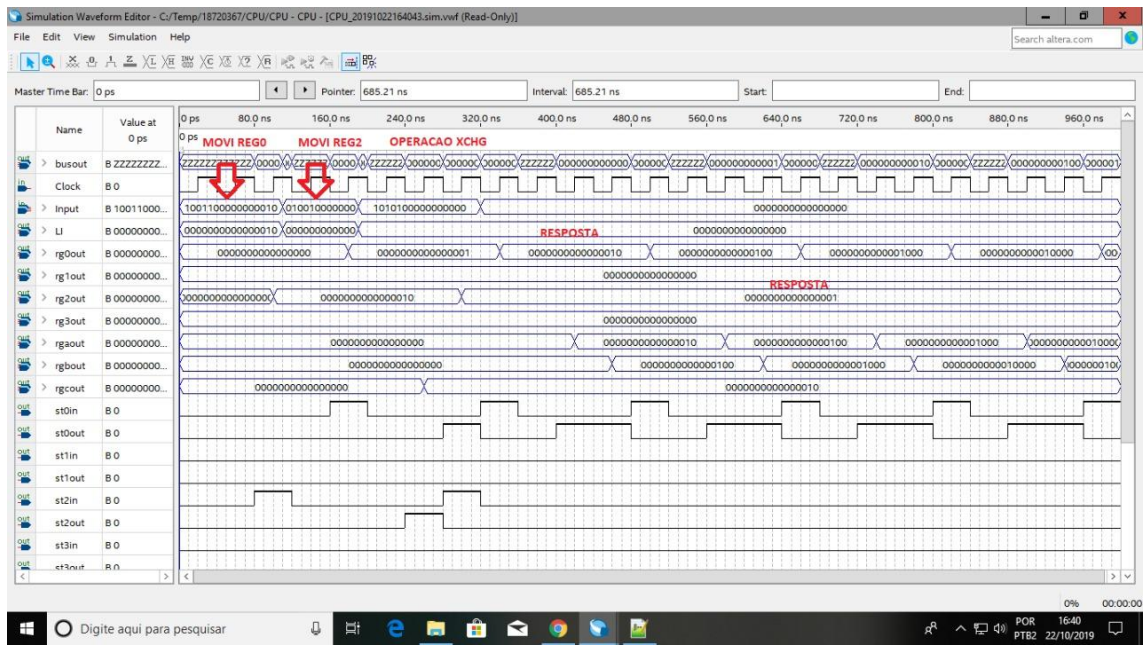 Simulation Waveform Editor - C:/Temp/18720367/CPU/CPU - CPU - [CPU_20191022164043.sim.vwf (Read-Only)]
File Edit View Simulation Help
Search altera.com
Master Time Bar: 0 ps Pointer: 685.21 ns Interval: 685.21 ns Start: End:
Name Value at 0 ps
0 ps 80.0 ns 160.0 ns 240.0 ns 320.0 ns 400.0 ns 480.0 ns 560.0 ns 640.0 ns 720.0 ns 800.0 ns 880.0 ns 960.0 ns
0 ps
MOVI REG0 MOVI REG2 OPERACAO XCHG
busout B ZZZZZZZZ...
Clock B 0
Input B 10011000... 1001100000000010 010010000000 1010100000000000 0000000000000000
LI B 00000000... 0000000000000010 000000000000 0000000000000000
RESPOSTA
rg0out B 00000000... 0000000000000000 0000000000000001 0000000000000010 0000000000000100 0000000000001000 0000000000010000 00
rg1out B 00000000... 0000000000000000
RESPOSTA
rg2out B 00000000... 0000000000000010 0000000000000001
rg3out B 00000000... 0000000000000000
rgaout B 00000000... 0000000000000000 0000000000000010 0000000000000100 0000000000001000
rgbout B 00000000... 0000000000000000 0000000000000100 0000000000001000 0000000000010000
rgcout B 00000000... 0000000000000000 0000000000000010
st0in B 0
st0out B 0
st1in B 0
st1out B 0
st2in B 0
st2out B 0
st3in B 0
st3out B 0
0% 00:00:00
Digite aqui para pesquisar
POR 16:40
PTB2 22/10/2019